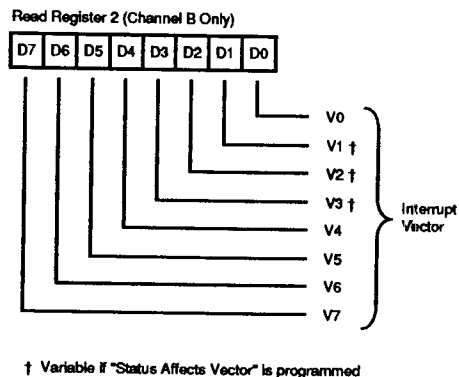 Read Register 2 (Channel B Only)
D7 D6 D5 D4 D3 D2 D1 D0
V0
V1 †
V2 †
V3 †
V4
V5
V6
V7
Interrupt
Vector
† Variable if "Status Affects Vector" is programmed